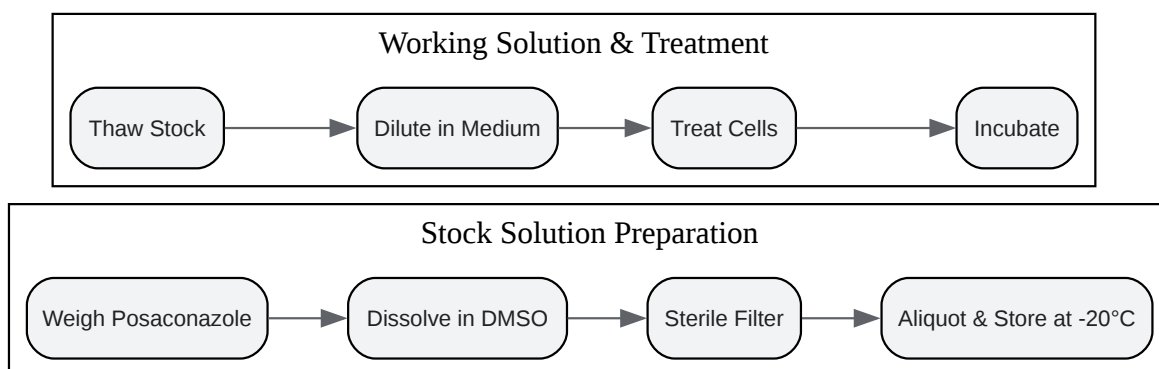 Working Solution & Treatment
Thaw Stock
Dilute in Medium
Treat Cells
Incubate
Stock Solution Preparation
Weigh Posaconazole
Dissolve in DMSO
Sterile Filter
Aliquot & Store at -20°C